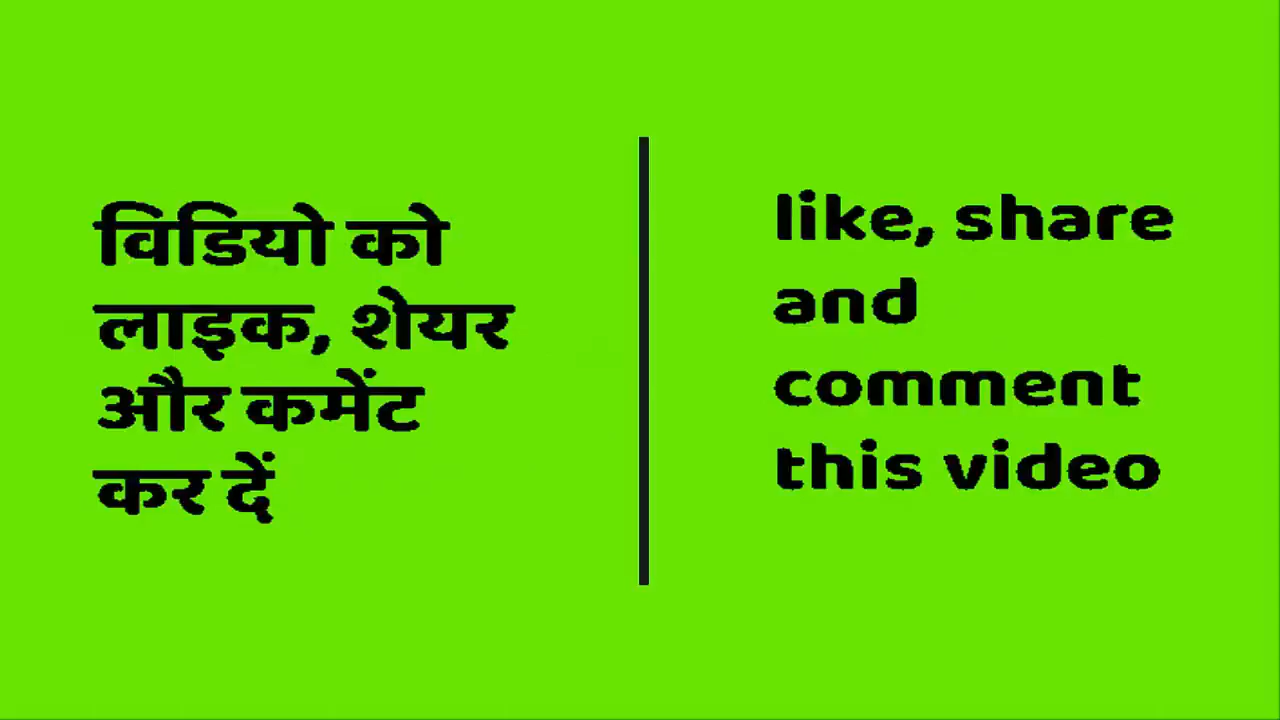 विडियो को
लाइक, शेयर
और कमेंट
कर दें
like, share
and
comment
this video